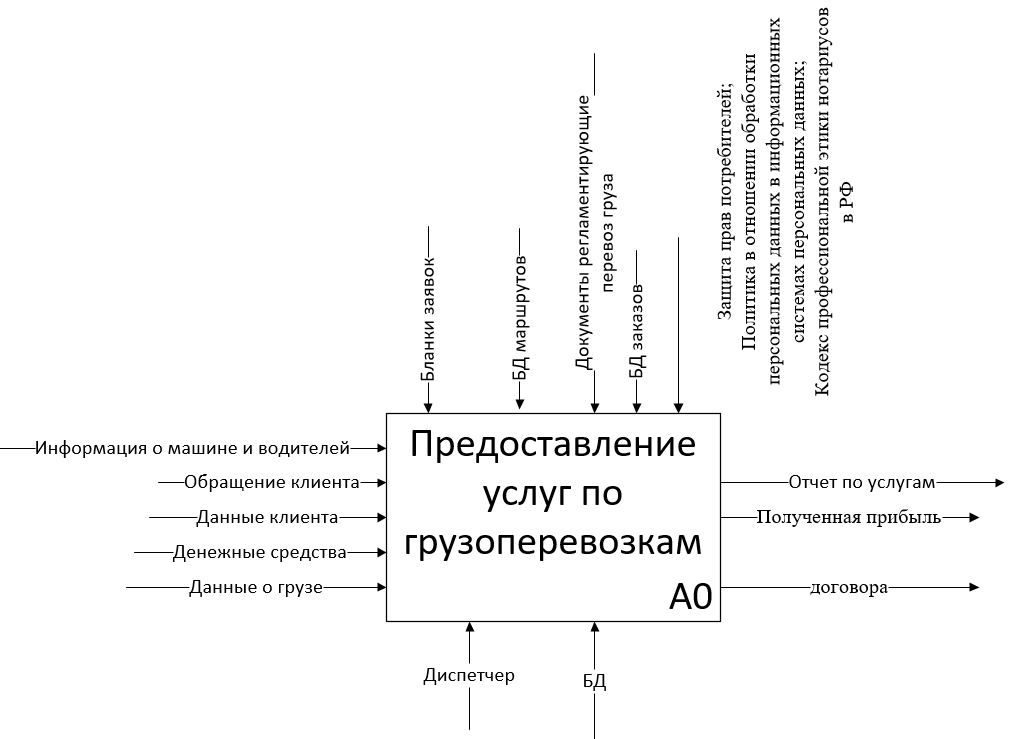 Бланки заявок
БД маршрутов
Документы регламентирующие
перевоз груза
БД заказов
Защита прав потребителей;
Политика в отношении обработки
персональных данных в информационных
системах персональных данных;
Кодекс профессиональной этики нотариусов
в РФ
Информация о машине и водителей
Обращение клиента
Данные клиента
Денежные средства
Данные о грузе
Предоставление
услуг по
грузоперевозкам
А0
Отчет по услугам
Полученная прибыль
договора
Диспетчер
БД